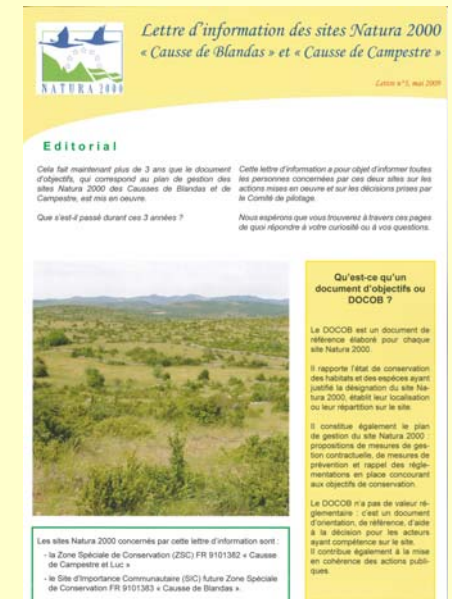 Lettre d'information des sites Natura 2000
« Causse de Blandas » et « Causse de Campestre »
Lettre n°1, mai 2009
NATURA 2000
Editorial
Cela fait maintenant plus de 3 ans que le document
d'objectifs, qui correspond au plan de gestion des
sites Natura 2000 des Causses de Blandas et de
Campestre, est mis en oeuvre.
Que s'est-il passé durant ces 3 années ?
Cette lettre d'information a pour objet d'informer toutes
les personnes concernées par ces deux sites sur les
actions mises en oeuvre et sur les décisions prises par
le Comité de pilotage.
Nous espérons que vous trouverez à travers ces pages
de quoi répondre à votre curiosité ou à vos questions.
Qu'est-ce qu'un
document d'objectifs ou
DOCOB ?
Le DOCOB est un document de
référence élaboré pour chaque
site Natura 2000.
Il rapporte l'état de conservation
des habitats et des espèces ayant
justifié la désignation du site Na-
tura 2000, établit leur localisation
ou leur répartition sur le site.
Il constitue également le plan
de gestion du site Natura 2000 :
propositions de mesures de ges-
tion contractuelle, de mesures de
prévention et rappel des régle-
mentations en place concourant
aux objectifs de conservation.
Le DOCOB n'a pas de valeur ré-
glementaire : c'est un document
d'orientation, de référence, d'aide
à la décision pour les acteurs
ayant compétence sur le site.
Il contribue également à la mise
en cohérence des actions publi-
ques.
Les sites Natura 2000 concernés par cette lettre d'information sont :
- la Zone Spéciale de Conservation (ZSC) FR 9101382 « Causse
de Campestre et Luc »
- le Site d'Importance Communautaire (SIC) future Zone Spéciale
de Conservation FR 9101383 « Causse de Blandas »